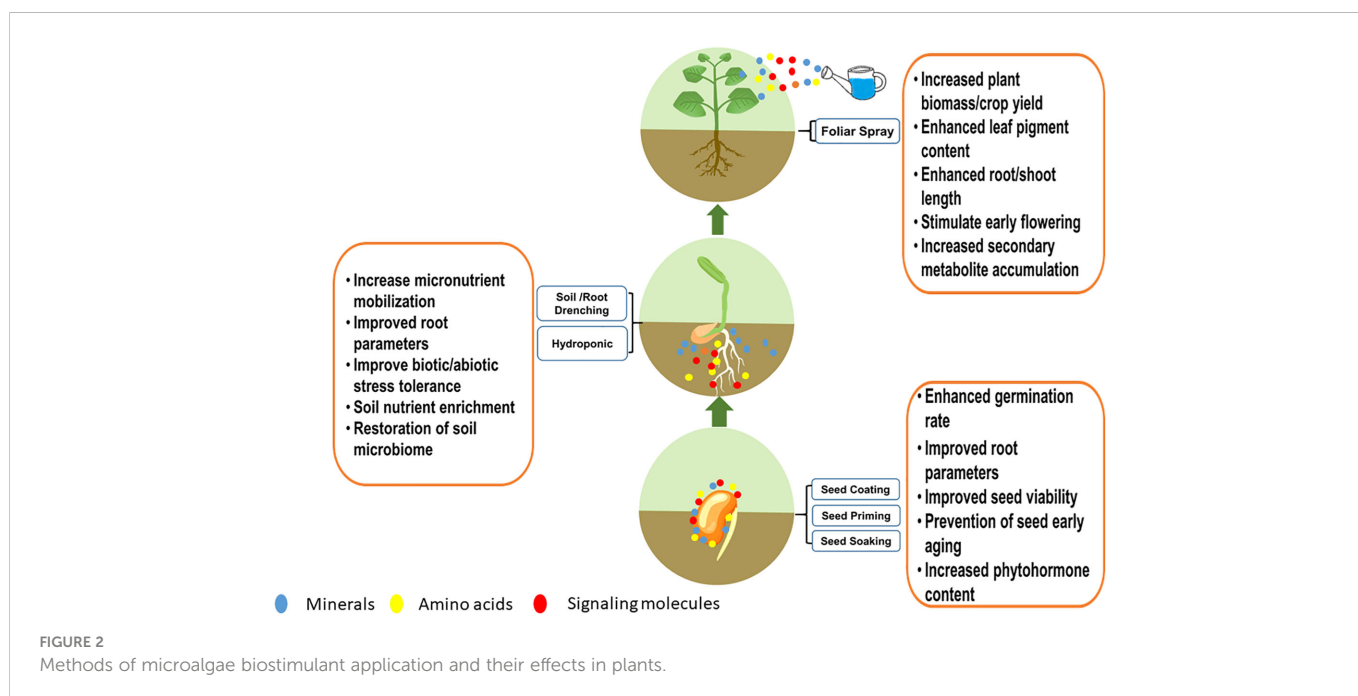 Foliar Spray
• Increased plant
biomass/crop yield
• Enhanced leaf pigment
content
• Enhanced root/shoot
length
• Stimulate early flowering
• Increased secondary
metabolite accumulation
• Increase micronutrient
mobilization
• Improved root
parameters
• Improve biotic/abiotic
stress tolerance
• Soil nutrient enrichment
• Restoration of soil
microbiome
Soil /Root
Drenching
Hydroponic
Seed Coating
Seed Priming
Seed Soaking
• Enhanced germination
rate
• Improved root
parameters
• Improved seed viability
• Prevention of seed early
aging
• Increased phytohormone
content
Minerals Amino acids Signaling molecules
FIGURE 2
Methods of microalgae biostimulant application and their effects in plants.